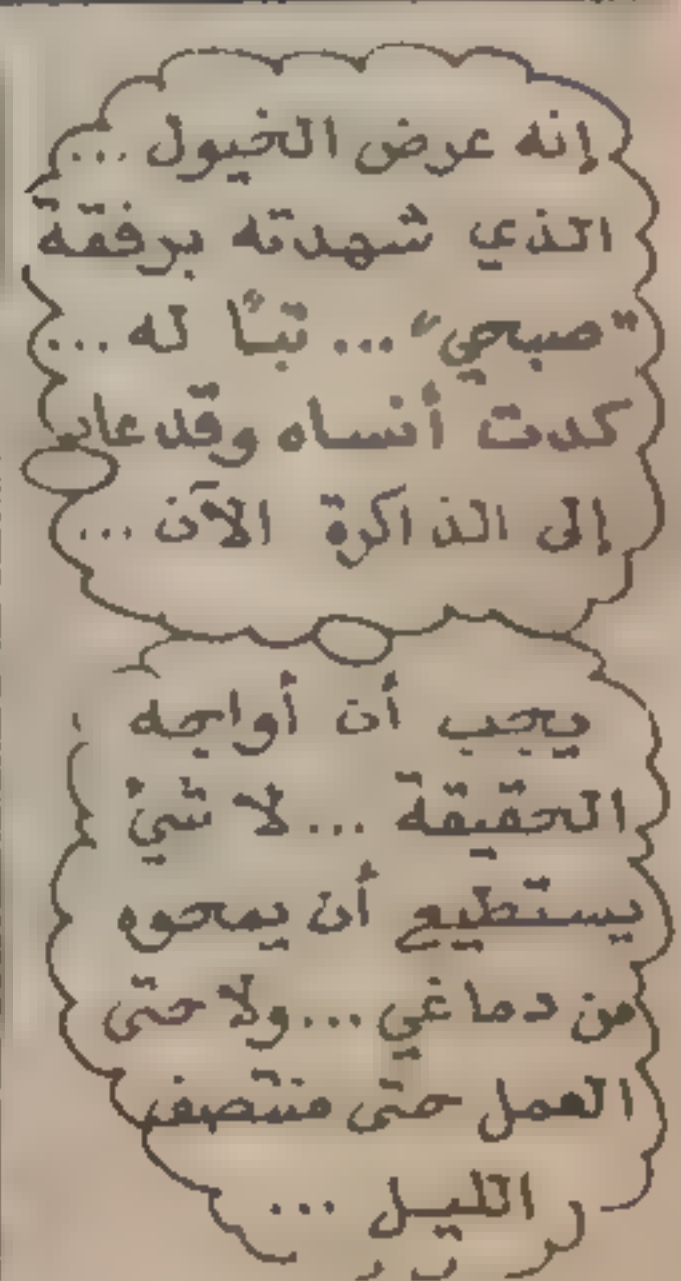 إنه عرض الخيول ...
الذي شهدته برفقة
"صبحي" ... تبًا له ...
كدت أنساه وقد عاد
إلى الذاكرة الآن ...
يجب أن أواجه
الحقيقة ... لا شيءْ
يستطيع أن يمحوه
من دماغي ... ولا حتى
العمل حتى منتصف
الليل ...